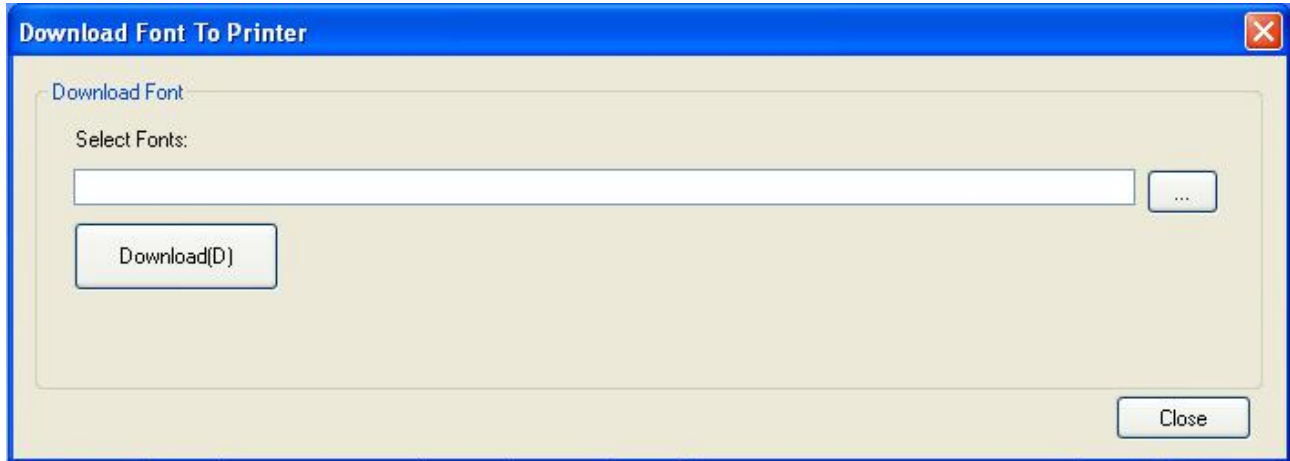 Download Font To Printer
Download Font
Select Fonts:
...
Download(D)
Close